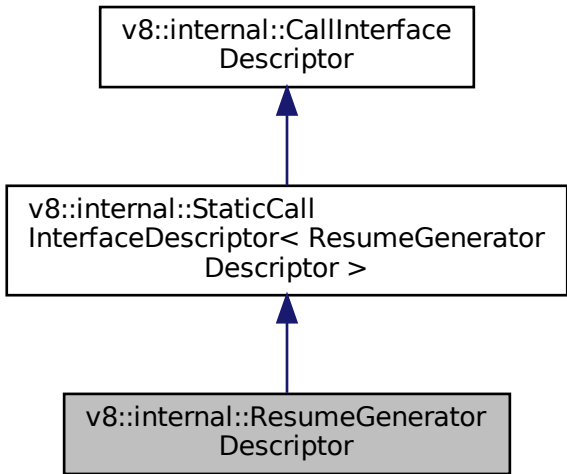 v8::internal::CallInterface
Descriptor
v8::internal::StaticCall
InterfaceDescriptor< ResumeGenerator
Descriptor >
v8::internal::ResumeGenerator
Descriptor